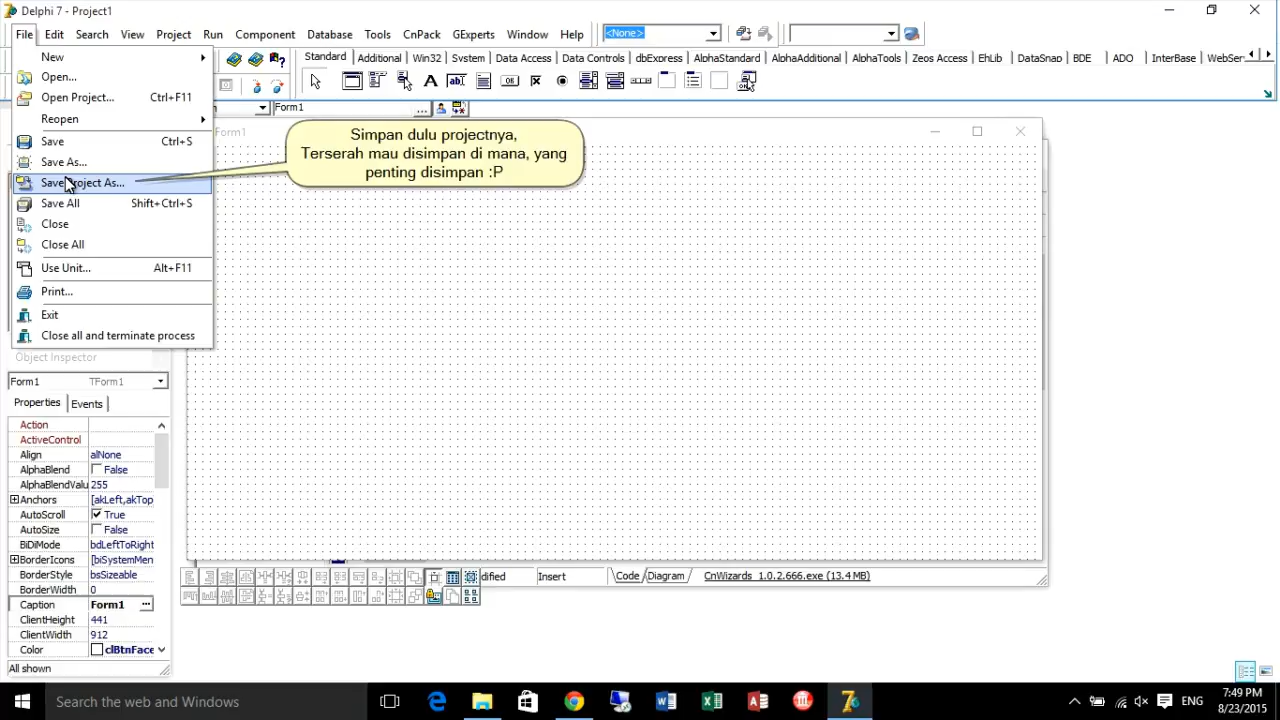 Delphi 7 - Project1
File Edit Search View Project Run Component Database Tools CnPack GExperts Window Help <None>
Standard Additional Win32 System Data Access Data Controls dbExpress AlphaStandard AlphaAdditional AlphaTools Zeos Access EhLib DataSnap BDE ADO InterBase WebSer
New
Open...
Open Project... Ctrl+F11
Reopen
Save Ctrl+S
Save As...
Save Project As...
Save All Shift+Ctrl+S
Close
Close All
Use Unit... Alt+F11
Print...
Exit
Close all and terminate process
Form1
Form1
Simpan dulu projectnya,
Terserah mau disimpan di mana, yang
penting disimpan :P
Object Inspector
Form1 TForm1
Properties Events
Action
ActiveControl
Align alNone
AlphaBlend False
AlphaBlendValu 255
Anchors [akLeft,akTop
AutoScroll True
AutoSize False
BiDiMode bdLeftToRight
BorderIcons [biSystemMen
BorderStyle bsSizeable
BorderWidth 0
Caption Form1
ClientHeight 441
ClientWidth 912
Color clBtnFace
All shown
dified Insert Code Diagram CnWizards_1.0.2.666.exe (13.4 MB)
Search the web and Windows
ENG
7:49 PM
8/23/2015